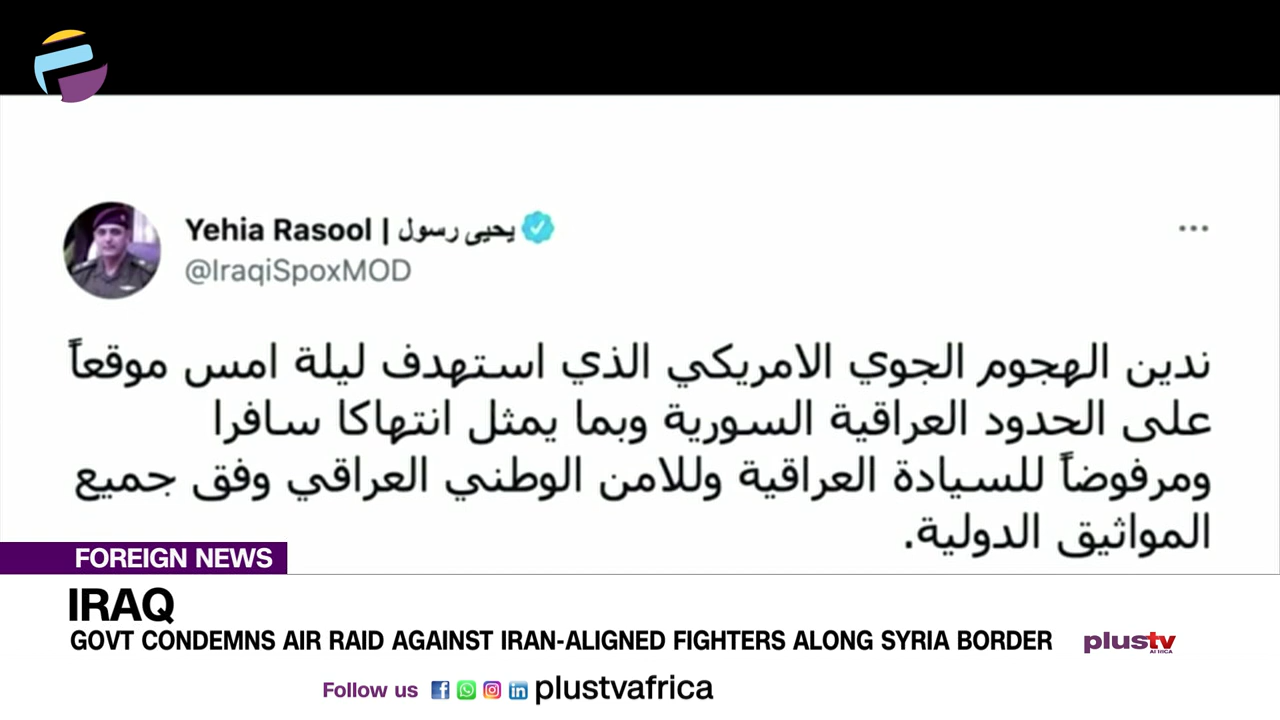 Yehia Rasool | يحيى رسول
@IraqiSpoxMOD
ندين الهجوم الجوي الامريكي الذي استهدف ليلة امس موقعاً
على الحدود العراقية السورية وبما يمثل انتهاكا سافرا
ومرفوضاً للسيادة العراقية وللامن الوطني العراقي وفق جميع
المواثيق الدولية.
FOREIGN NEWS
IRAQ
GOVT CONDEMNS AIR RAID AGAINST IRAN-ALIGNED FIGHTERS ALONG SYRIA BORDER
plustv
AFRICA
Follow us plustvafrica